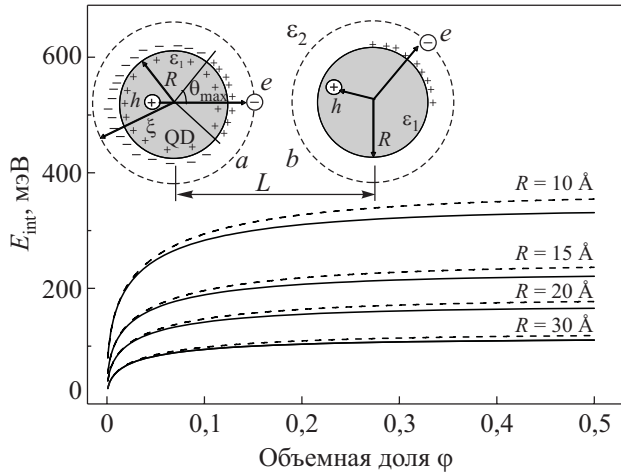 600
400
200
0
E_int, мэВ
ε₁
R
θ_max
e
h
ξ
QD
a
ε₂
e
h
ε₁
R
b
L
R = 10 Å
R = 15 Å
R = 20 Å
R = 30 Å
0 0,1 0,2 0,3 0,4 0,5
Объемная доля φ